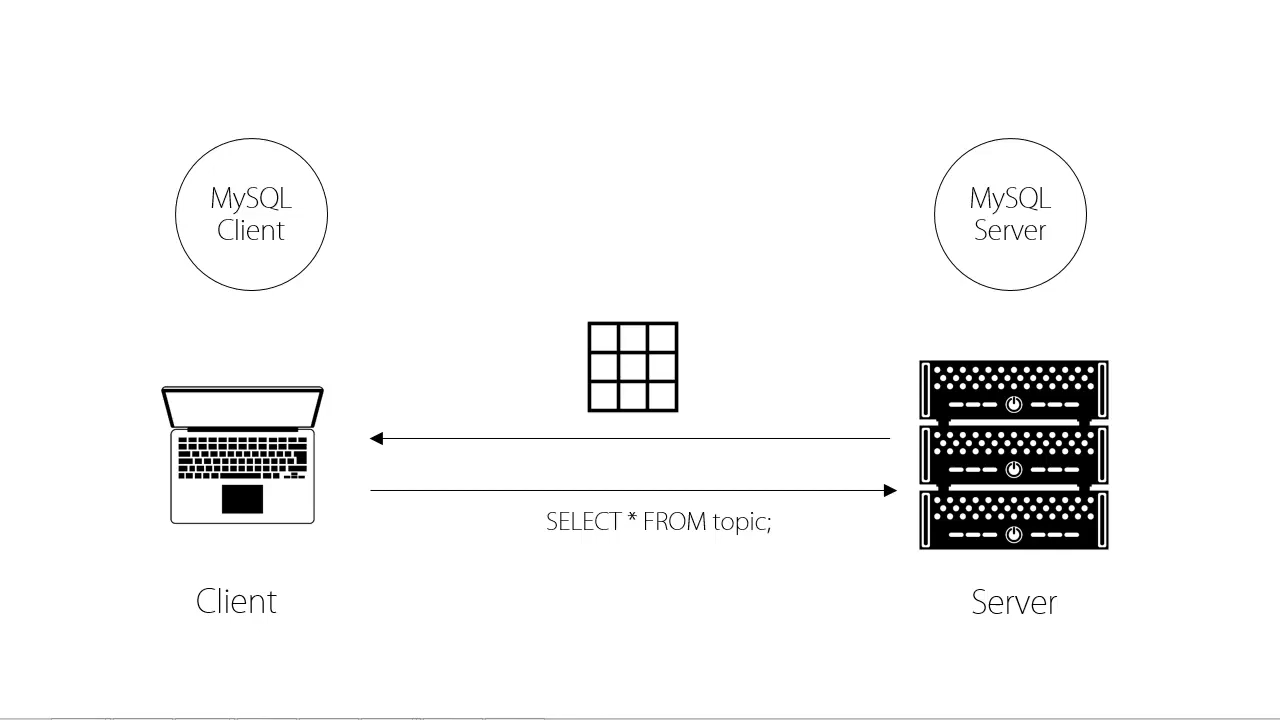 MySQL
Client
MySQL
Server
SELECT * FROM topic;
Client
Server